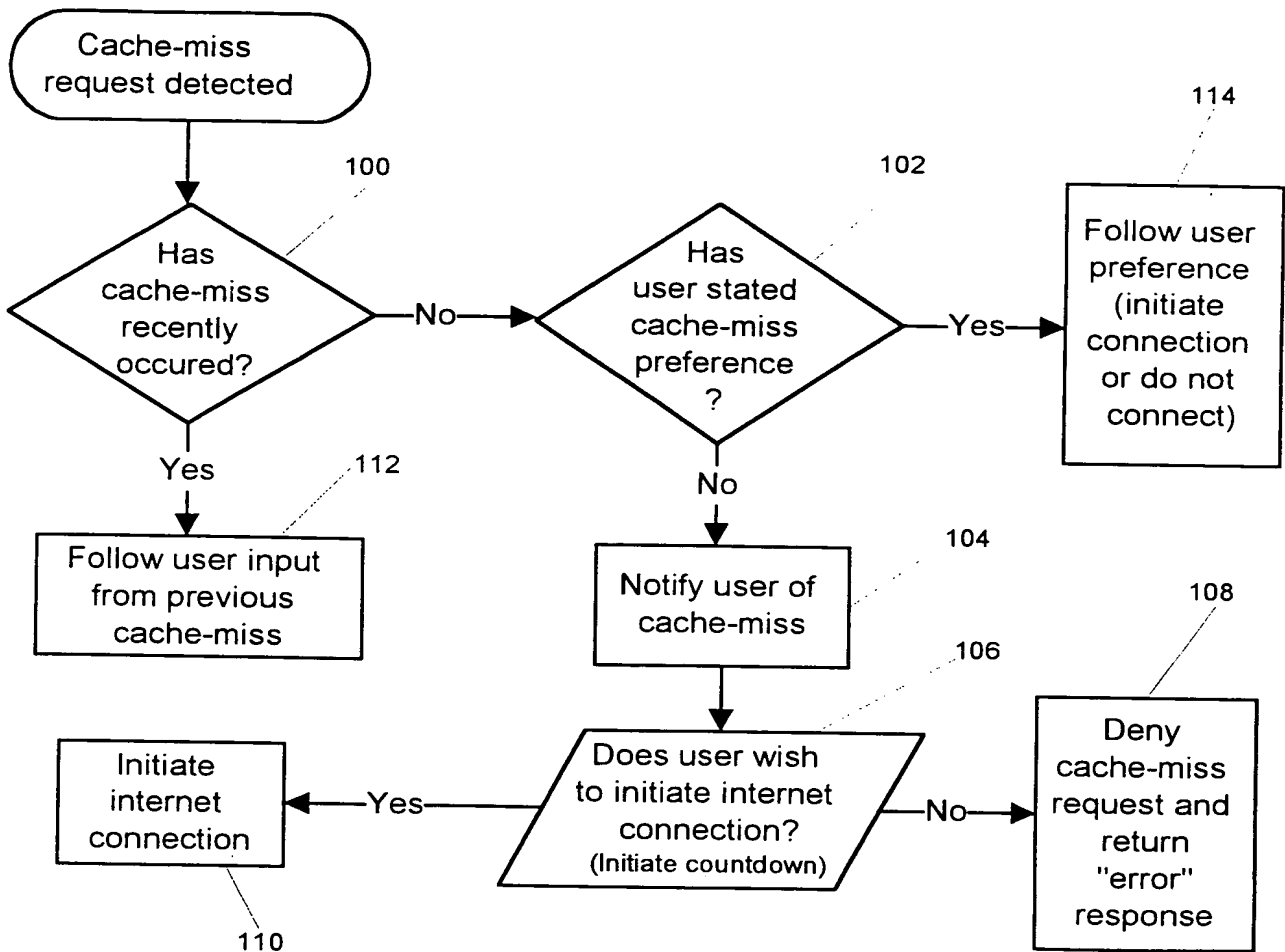 Cache-miss
request detected
100
Has
cache-miss
recently
occured?
No
102
Has
user stated
cache-miss
preference
?
Yes
114
Follow user
preference
(initiate
connection
or do not
connect)
Yes
112
Follow user input
from previous
cache-miss
No
104
Notify user of
cache-miss
106
Does user wish
to initiate internet
connection?
(Initiate countdown)
Yes
Initiate
internet
connection
110
No
108
Deny
cache-miss
request and
return
"error"
response